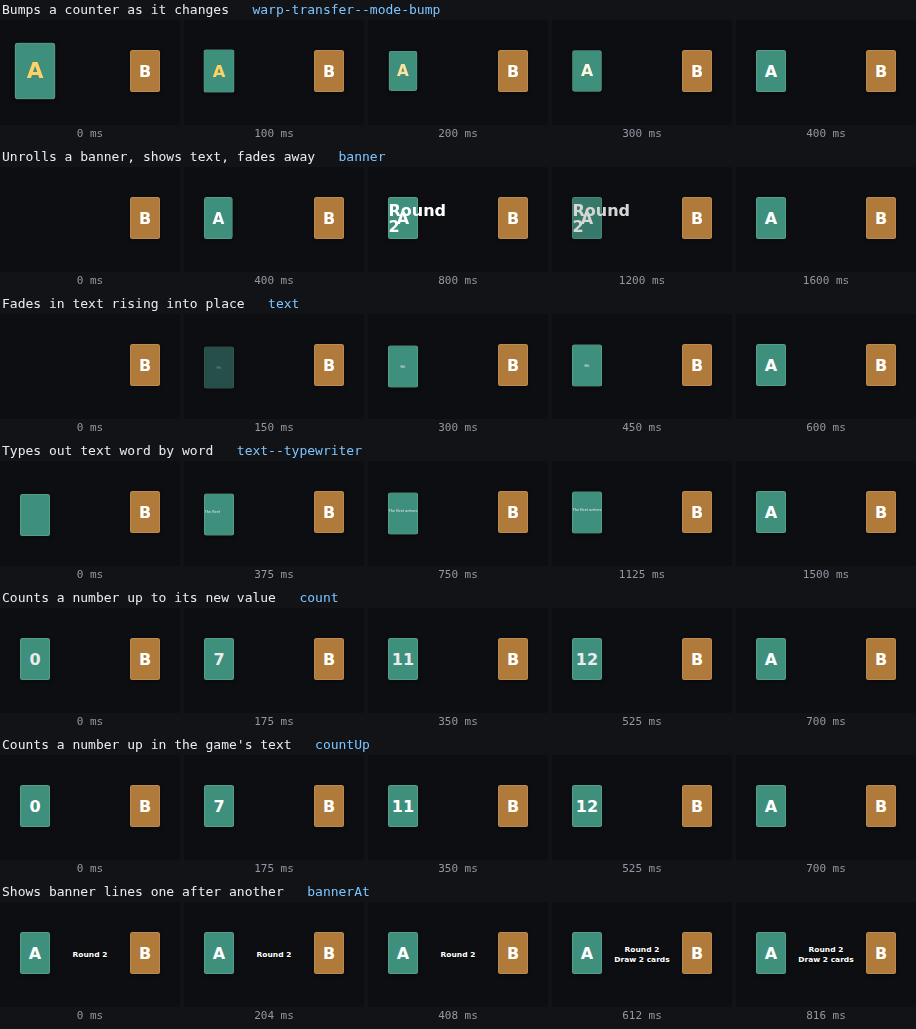 Bumps a counter as it changes warp-transfer--mode-bump
A B A B A B A B A B
0 ms 100 ms 200 ms 300 ms 400 ms
Unrolls a banner, shows text, fades away banner
B A B Round 2 A B Round 2 A B A B
0 ms 400 ms 800 ms 1200 ms 1600 ms
Fades in text rising into place text
B B B B A B
0 ms 150 ms 300 ms 450 ms 600 ms
Types out text word by word text--typewriter
B The fleet B The fleet arrives B The fleet arrives B A B
0 ms 375 ms 750 ms 1125 ms 1500 ms
Counts a number up to its new value count
0 B 7 B 11 B 12 B A B
0 ms 175 ms 350 ms 525 ms 700 ms
Counts a number up in the game's text countUp
0 B 7 B 11 B 12 B A B
0 ms 175 ms 350 ms 525 ms 700 ms
Shows banner lines one after another bannerAt
A Round 2 B A Round 2 B A Round 2 B A Round 2 Draw 2 cards B A Round 2 Draw 2 cards B
0 ms 204 ms 408 ms 612 ms 816 ms